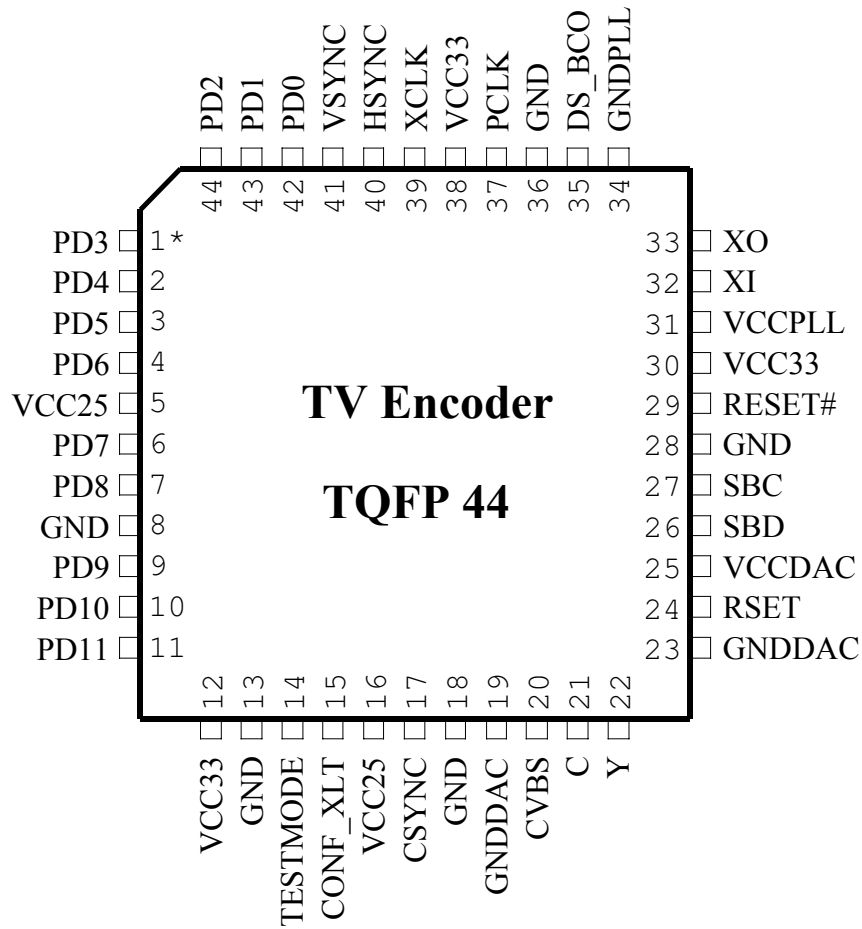 PD2 PD1 PD0 VSYNC HSYNC XCLK VCC33 PCLK GND DS_BCO GNDPLL
44 43 42 41 40 39 38 37 36 35 34
PD3 1* 33 XO
PD4 2 32 XI
PD5 3 31 VCCPLL
PD6 4 30 VCC33
VCC25 5 29 RESET#
PD7 6 28 GND
PD8 7 27 SBC
GND 8 26 SBD
PD9 9 25 VCCDAC
PD10 10 24 RSET
PD11 11 23 GNDDAC
TV Encoder
TQFP 44
12 13 14 15 16 17 18 19 20 21 22
VCC33 GND TESTMODE CONF_XLT VCC25 CSYNC GND GNDDAC CVBS C Y